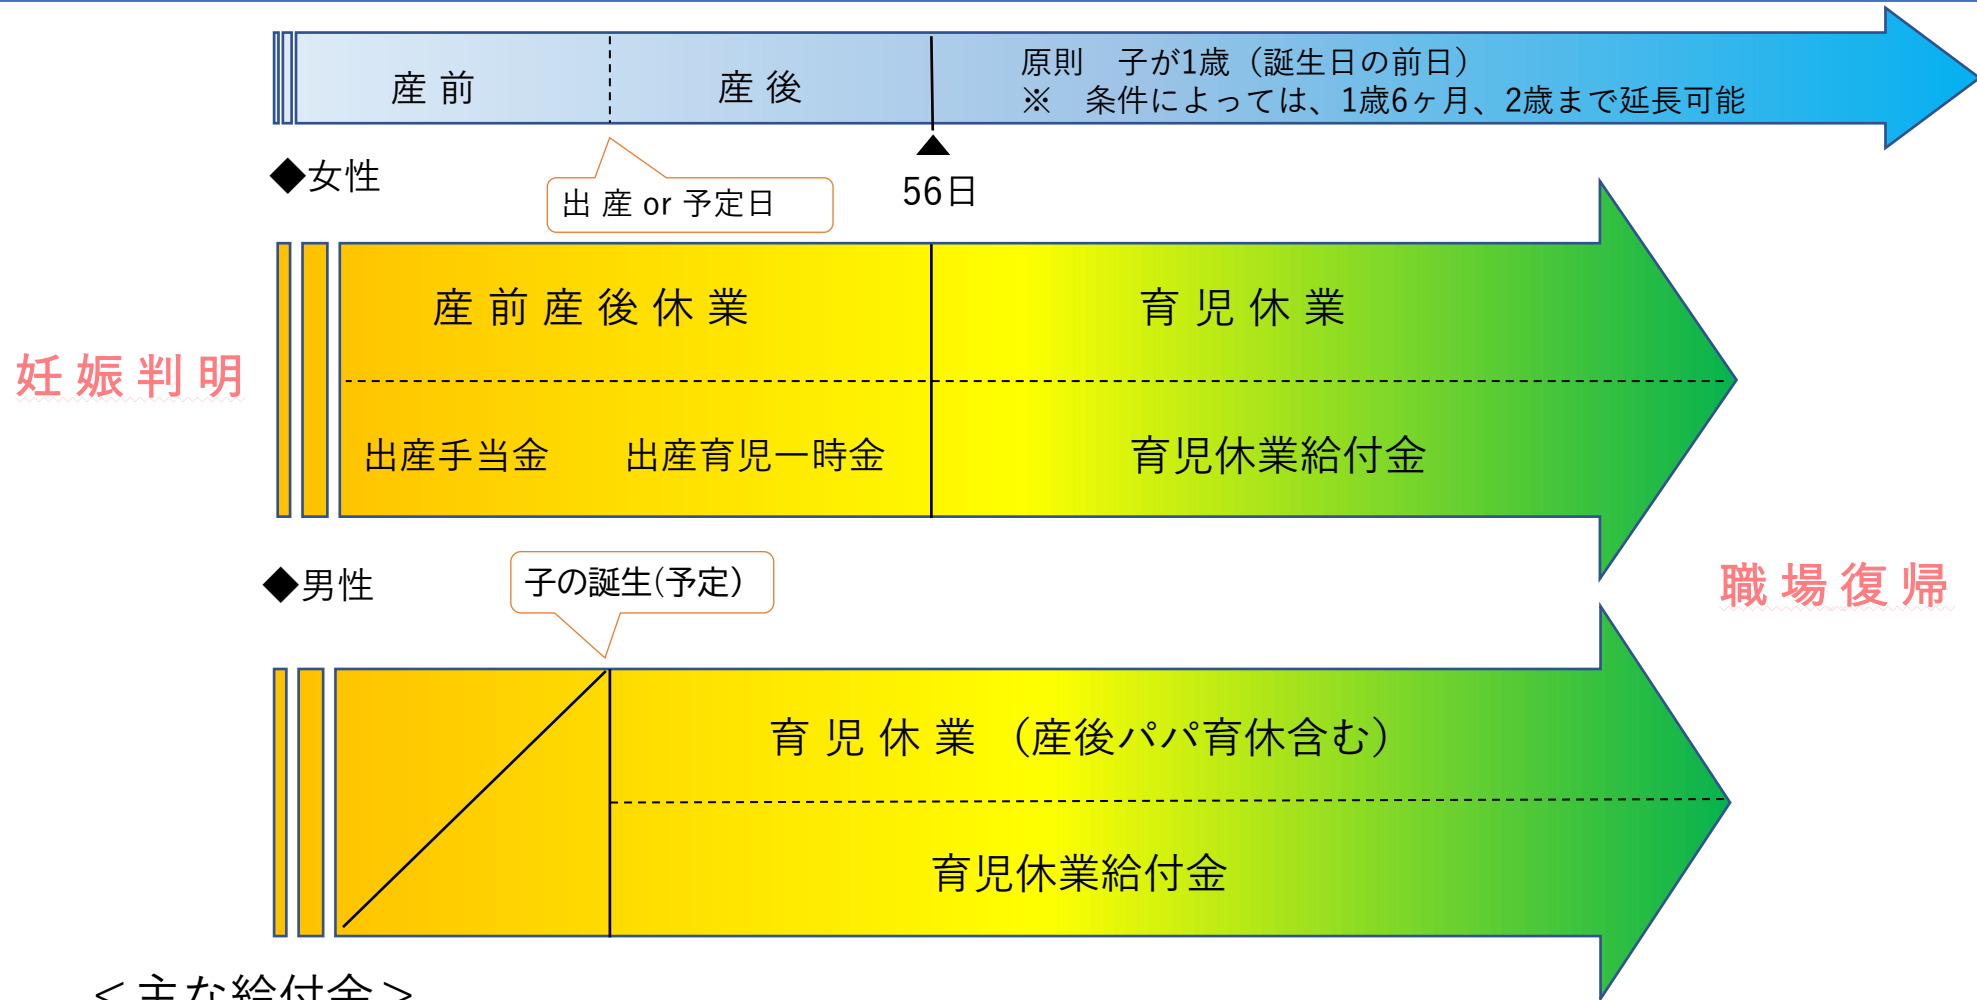 産 前
産 後
原則　子が1歳（誕生日の前日）
※　条件によっては、1歳6ヶ月、2歳まで延長可能
◆女性
出 産 or 予定日
56日
産 前 産 後 休 業
育 児 休 業
妊 娠 判 明
出産手当金
出産育児一時金
育児休業給付金
◆男性
子の誕生(予定）
職 場 復 帰
育 児 休 業 （産後パパ育休含む）
育児休業給付金
＜主な給付金＞